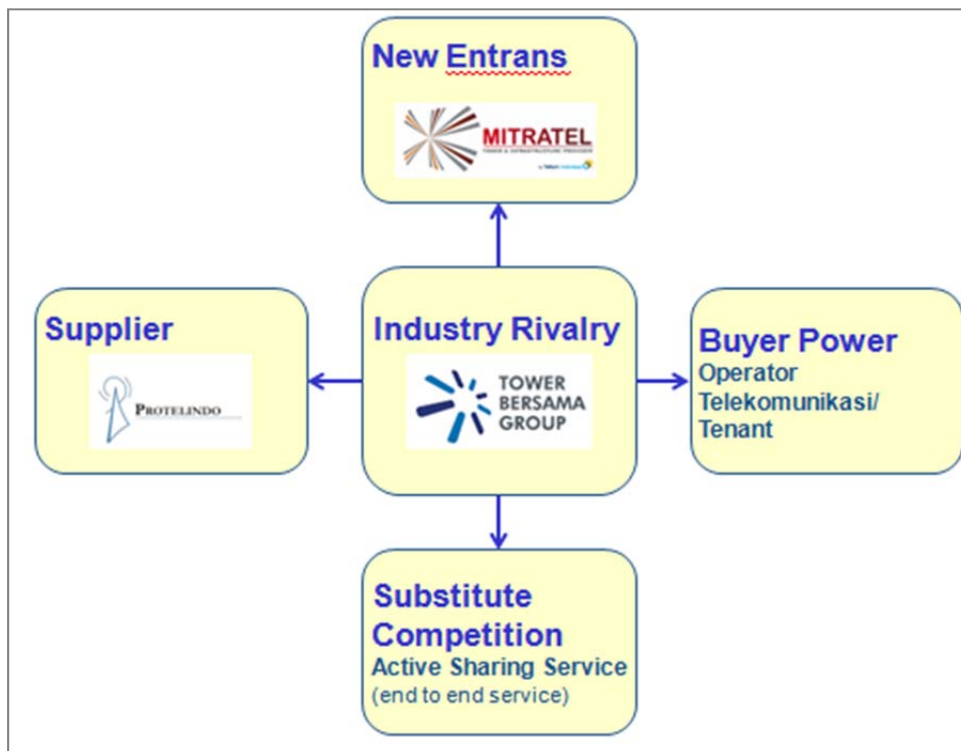 New Entrans
MITRATEL
Supplier
PROTELINDO
Industry Rivalry
TOWER
BERSAMA
GROUP
Buyer Power
Operator
Telekomunikasi/
Tenant
Substitute
Competition
Active Sharing Service
(end to end service)